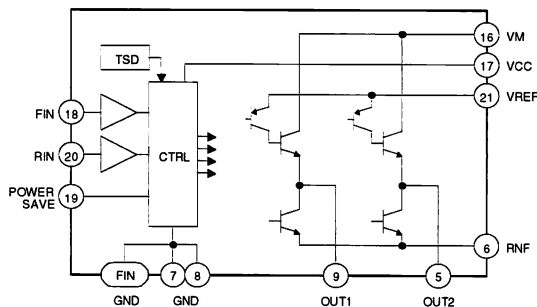 16 VM
TSD
17 VCC
21 VREF
FIN 18
RIN 20
CTRL
POWER
SAVE 19
6 RNF
FIN 7 8 9 5
GND GND OUT1 OUT2